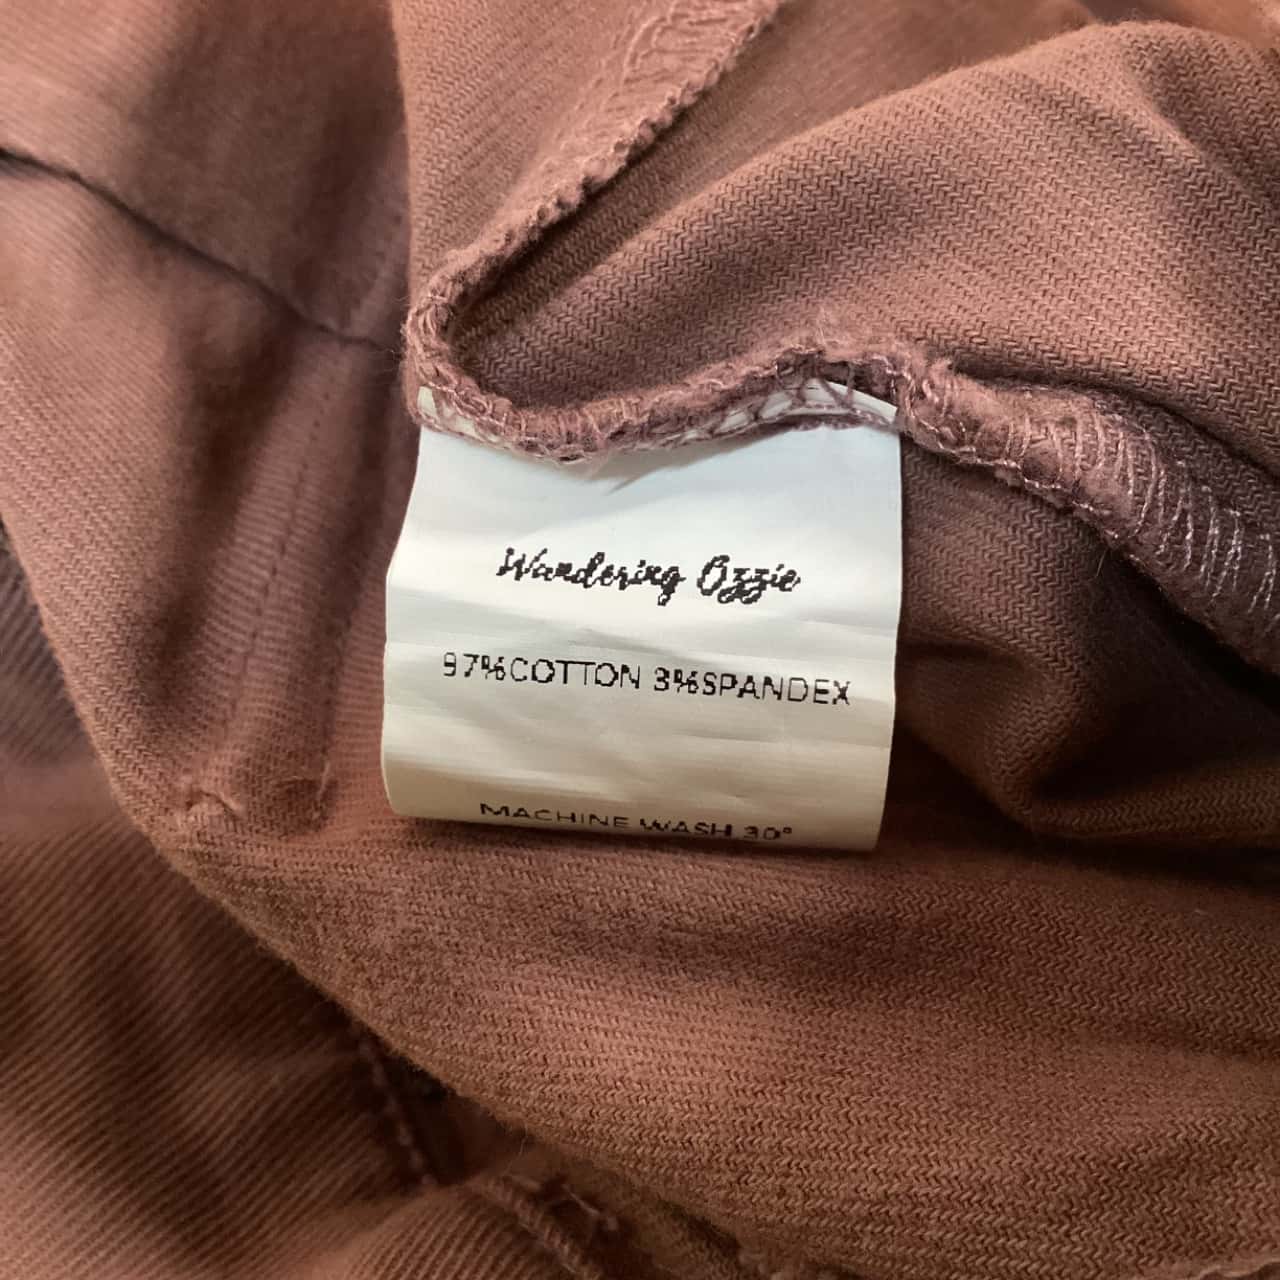 Wandering Ozzie
97%COTTON 3%SPANDEX
MACHINE WASH 30°